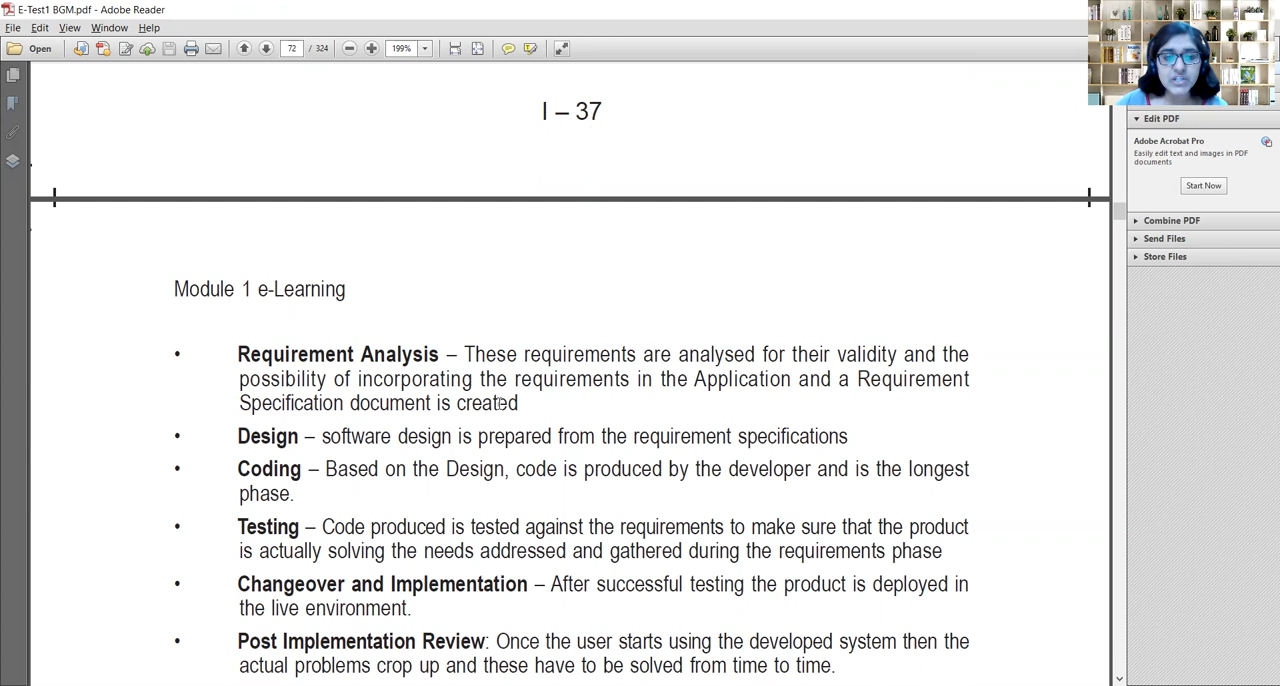 E-Test1 BGM.pdf - Adobe Reader
File Edit View Window Help
Open 72 / 324 199%
I – 37
Edit PDF
Adobe Acrobat Pro
Easily edit text and images in PDF
documents
Start Now
Combine PDF
Send Files
Store Files
Module 1 e-Learning
• Requirement Analysis – These requirements are analysed for their validity and the
possibility of incorporating the requirements in the Application and a Requirement
Specification document is created
• Design – software design is prepared from the requirement specifications
• Coding – Based on the Design, code is produced by the developer and is the longest
phase.
• Testing – Code produced is tested against the requirements to make sure that the product
is actually solving the needs addressed and gathered during the requirements phase
• Changeover and Implementation – After successful testing the product is deployed in
the live environment.
• Post Implementation Review: Once the user starts using the developed system then the
actual problems crop up and these have to be solved from time to time.